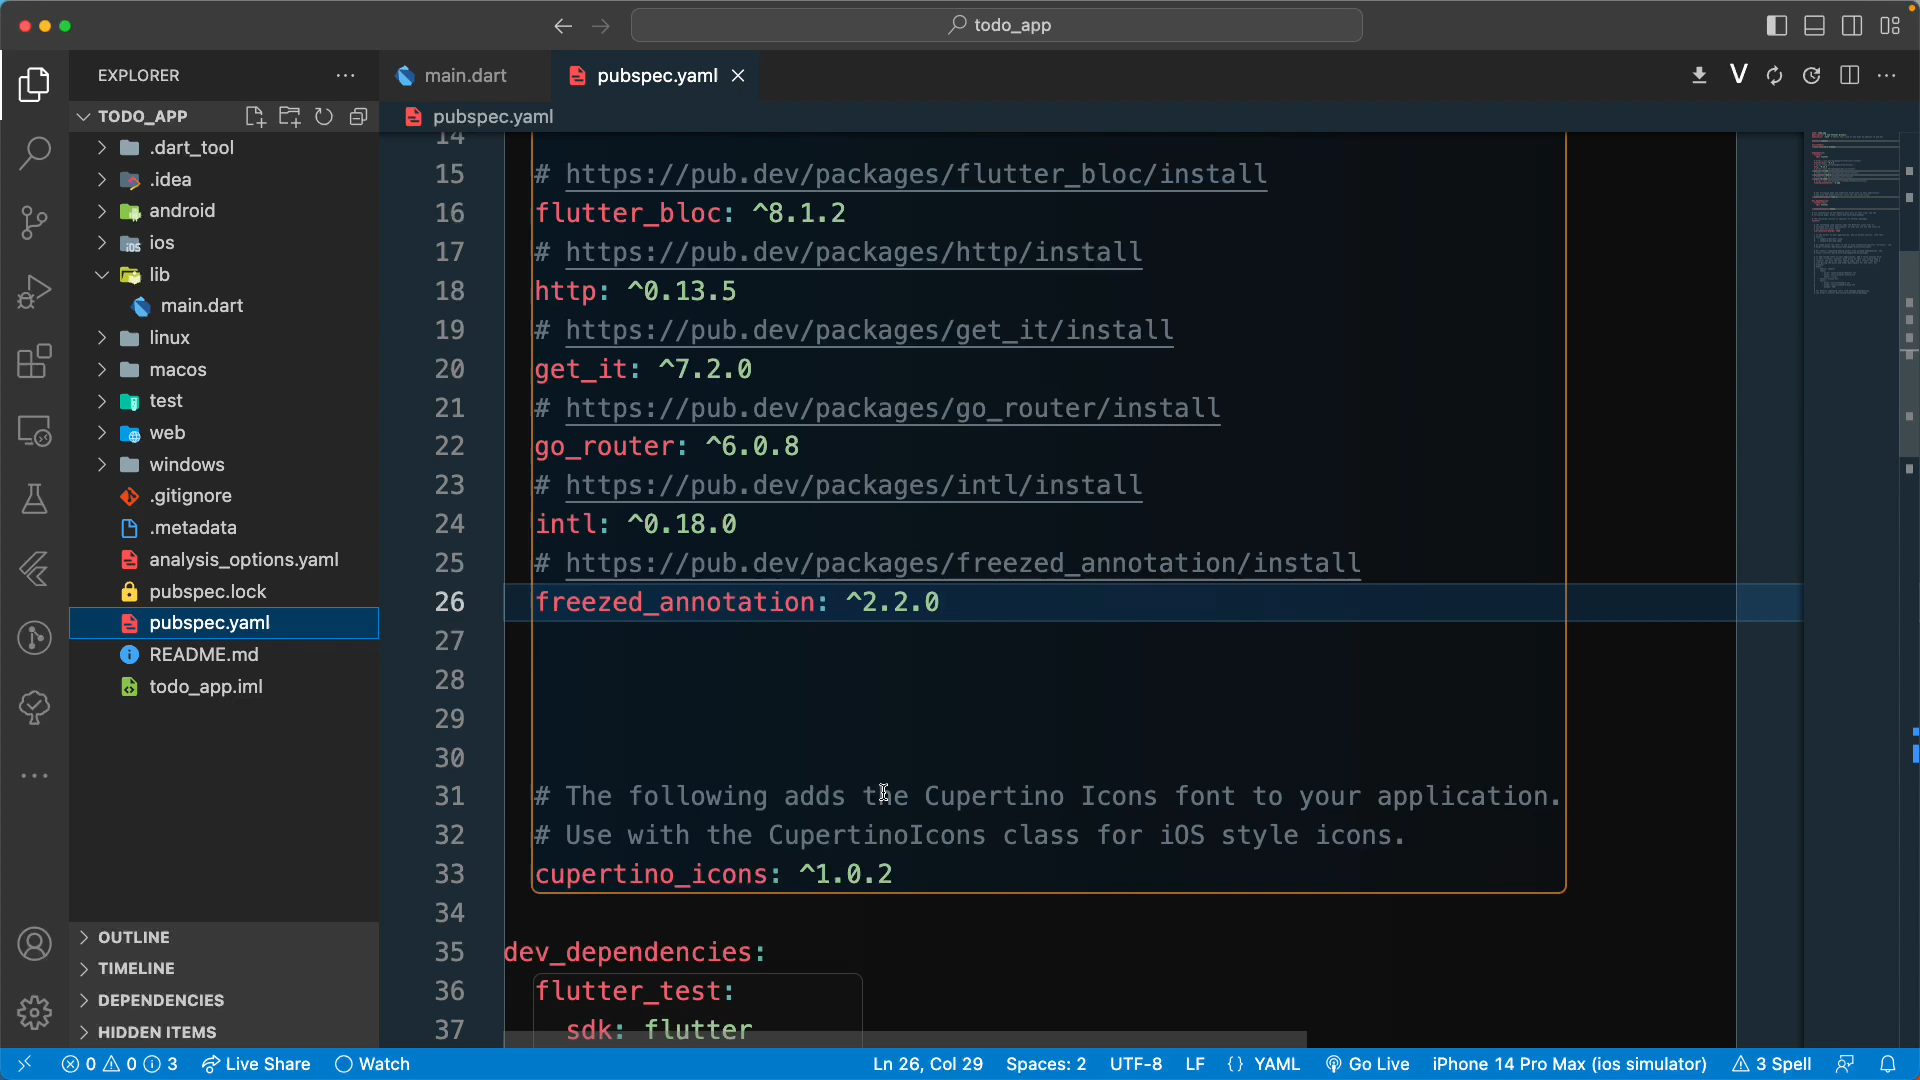 todo_app
EXPLORER
main.dart
pubspec.yaml
TODO_APP
pubspec.yaml
.dart_tool
.idea
android
ios
lib
main.dart
linux
macos
test
web
windows
.gitignore
.metadata
analysis_options.yaml
pubspec.lock
pubspec.yaml
README.md
todo_app.iml
OUTLINE
TIMELINE
DEPENDENCIES
HIDDEN ITEMS
14
15 # https://pub.dev/packages/flutter_bloc/install
16 flutter_bloc: ^8.1.2
17 # https://pub.dev/packages/http/install
18 http: ^0.13.5
19 # https://pub.dev/packages/get_it/install
20 get_it: ^7.2.0
21 # https://pub.dev/packages/go_router/install
22 go_router: ^6.0.8
23 # https://pub.dev/packages/intl/install
24 intl: ^0.18.0
25 # https://pub.dev/packages/freezed_annotation/install
26 freezed_annotation: ^2.2.0
27
28
29
30
31 # The following adds the Cupertino Icons font to your application.
32 # Use with the CupertinoIcons class for iOS style icons.
33 cupertino_icons: ^1.0.2
34
35 dev_dependencies:
36 flutter_test:
37 sdk: flutter
0 0 3 Live Share Watch Ln 26, Col 29 Spaces: 2 UTF-8 LF {} YAML Go Live iPhone 14 Pro Max (ios simulator) 3 Spell